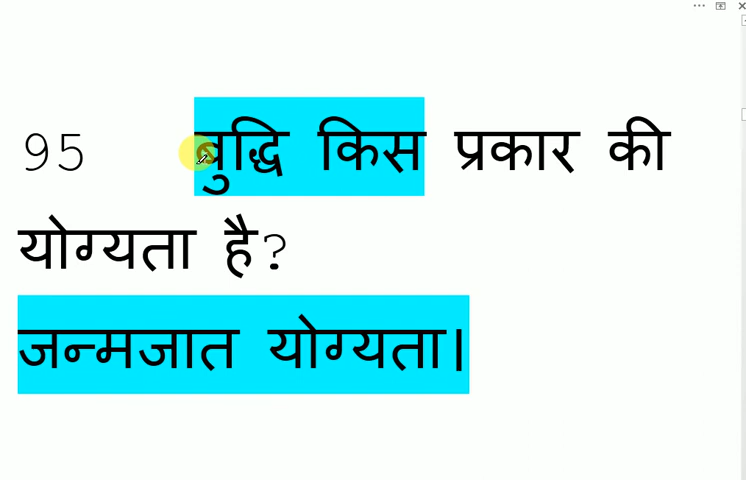 95 बुद्धि किस प्रकार की
योग्यता है?
जन्मजात योग्यता।